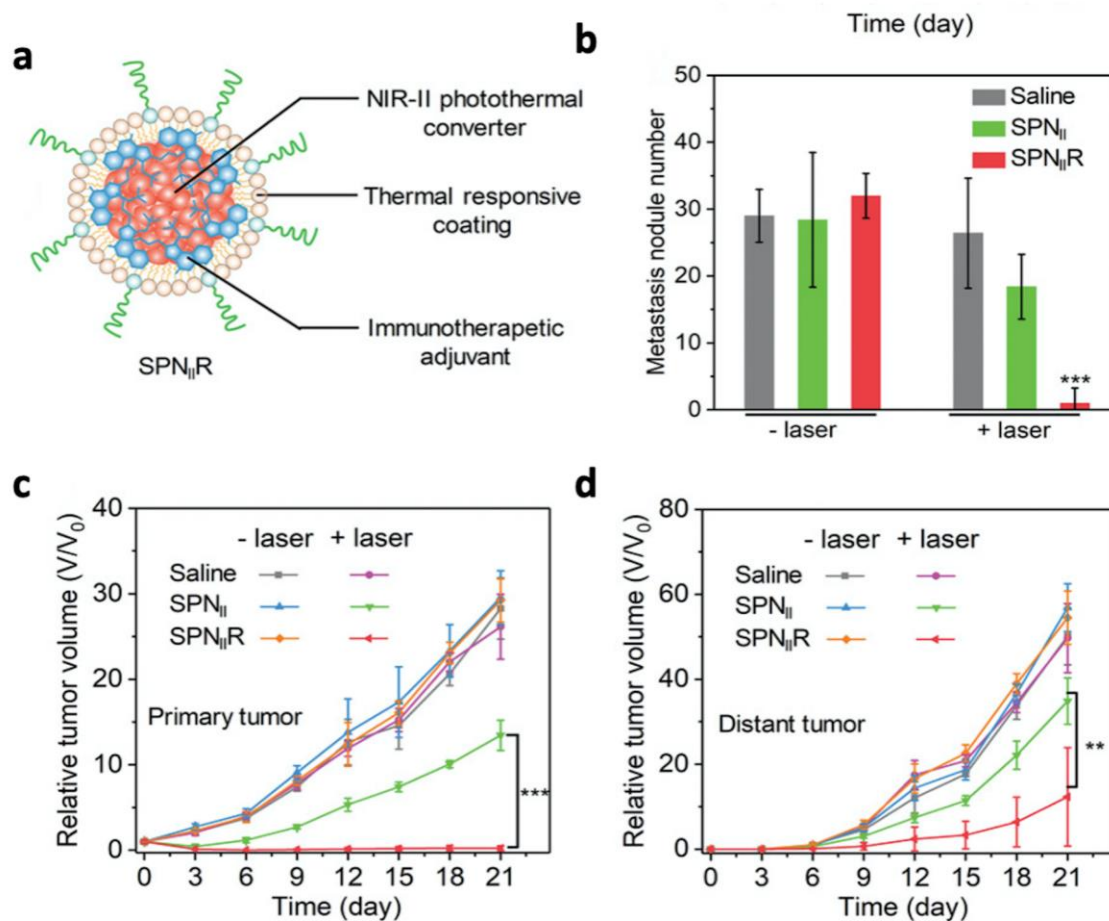 a
NIR-II photothermal
converter
Thermal responsive
coating
Immunotherapetic
adjuvant
SPNIIR
Time (day)
b
Metastasis nodule number
50
40
30
20
10
0
Saline
SPNII
SPNIIR
***
- laser
+ laser
c
Relative tumor volume (V/V0)
40
30
20
10
0
- laser + laser
Saline
SPNII
SPNIIR
Primary tumor
***
0 3 6 9 12 15 18 21
Time (day)
d
Relative tumor volume (V/V0)
80
60
40
20
0
- laser + laser
Saline
SPNII
SPNIIR
Distant tumor
**
0 3 6 9 12 15 18 21
Time (day)